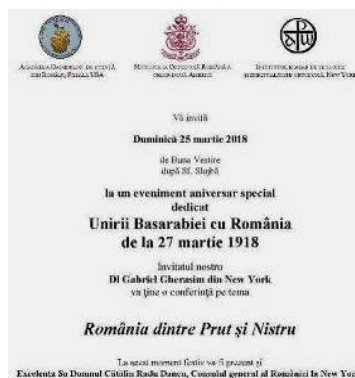 Vă invită
Duminică 25 martie 2018
de Buna Vestire
după Sf. Slujbă
la un eveniment aniversar special
dedicat
Unirii Basarabiei cu România
de la 27 martie 1918
Invitatul nostru
Dl Gabriel Gherasim din New York
va ține o conferință pe tema
România dintre Prut și Nistru
La acest moment festiv va fi prezent și
Excelența Sa Domnul Cătălin Radu Dancu, Consulul general al României la New York